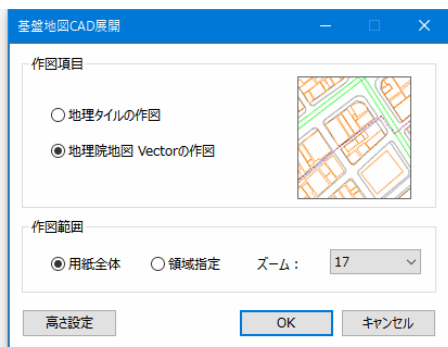 基盤地図CAD展開
作図項目
地理タイルの作図
地理院地図 Vectorの作図
作図範囲
用紙全体 領域指定 ズーム： 17
高さ設定 OK キャンセル